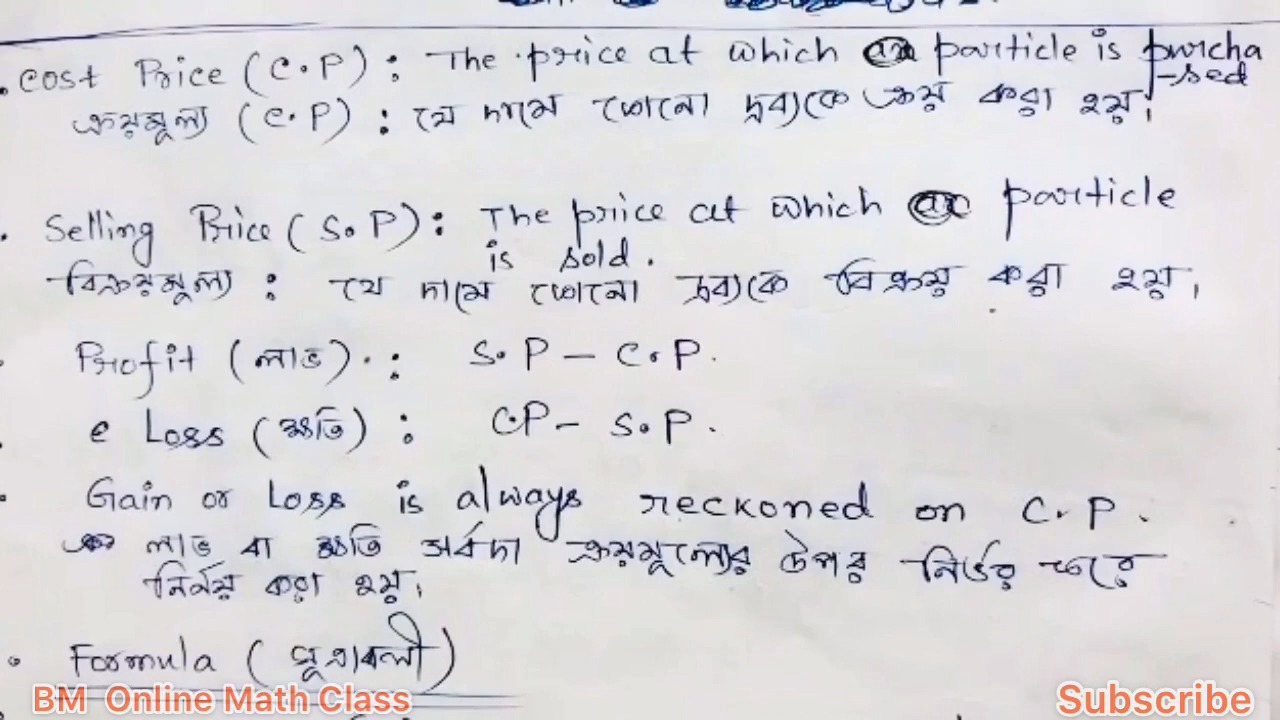 Cost Price (C.P) : The price at which an particle is purcha
-sed
ক্রয়মূল্য (C.P) : যে দামে কোনো দ্রব্যকে ক্রয় করা হয়।
Selling Price (S.P) : The price at which an particle
is sold.
বিক্রয়মূল্য : যে দামে কোনো দ্রব্যকে বিক্রয় করা হয়।
Profit (লাভ) : S.P – C.P.
e Loss (ক্ষতি) : C.P – S.P.
Gain or Loss is always reckoned on C.P.
লাভ বা ক্ষতি সর্বদা ক্রয়মূল্যের উপর নির্ভর করে
নির্নয় করা হয়।
Formula (সূত্রাবলী)
BM Online Math Class
Subscribe